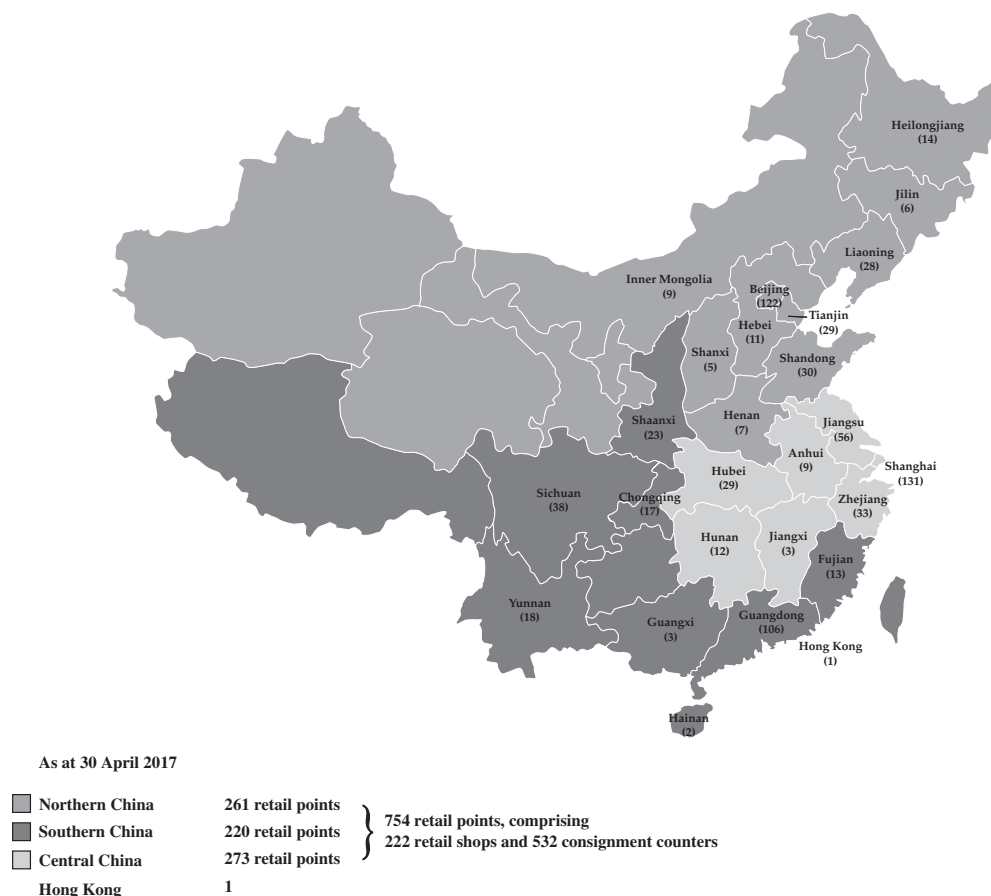 Heilongjiang
(14)
Jilin
(6)
Liaoning
(28)
Inner Mongolia
(9)
Beijing
(122)
Tianjin
(29)
Hebei
(11)
Shanxi
(5)
Shandong
(30)
Shaanxi
(23)
Henan
(7)
Jiangsu
(56)
Anhui
(9)
Shanghai
(131)
Hubei
(29)
Sichuan
(38)
Chongqing
(17)
Zhejiang
(33)
Hunan
(12)
Jiangxi
(3)
Fujian
(13)
Yunnan
(18)
Guangxi
(3)
Guangdong
(106)
Hong Kong
(1)
Hainan
(2)
As at 30 April 2017
Northern China 261 retail points
Southern China 220 retail points
Central China 273 retail points
754 retail points, comprising
222 retail shops and 532 consignment counters
Hong Kong 1